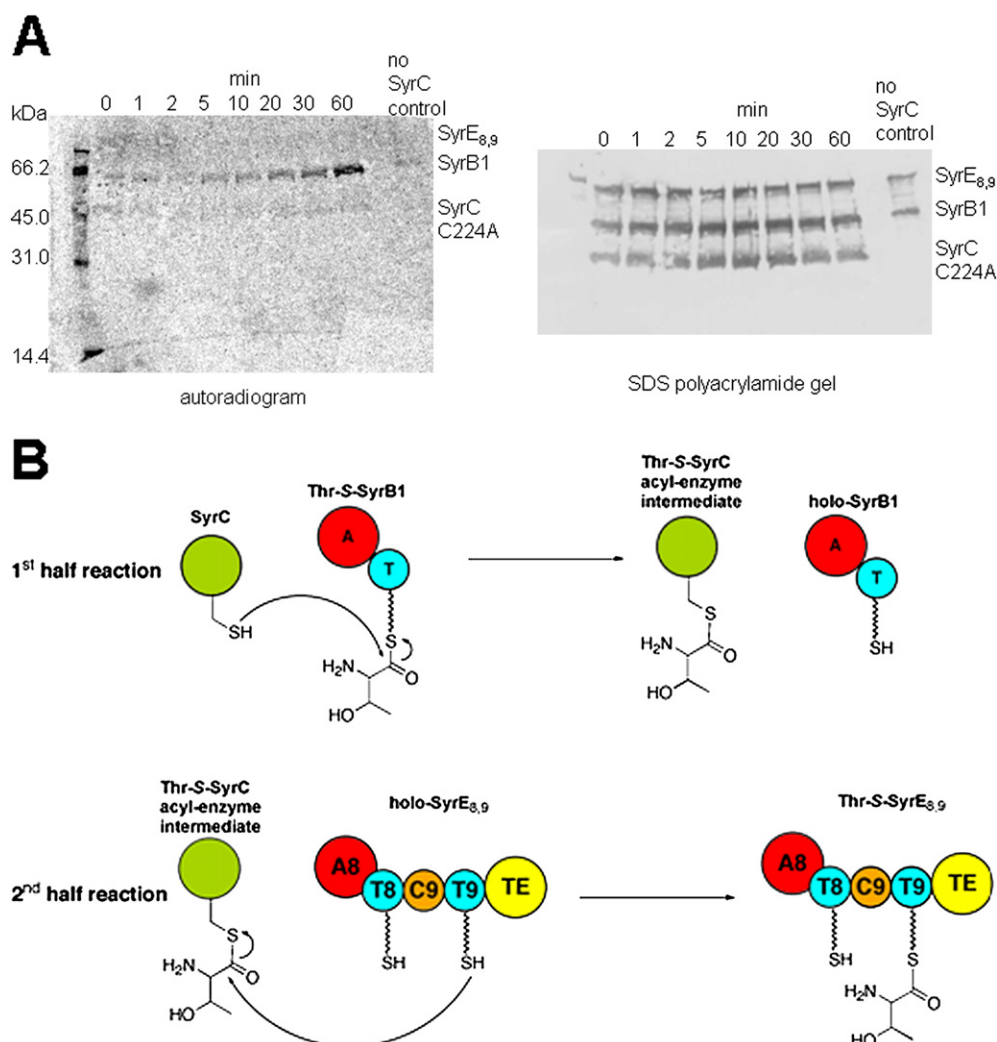 A
min
no
SyrC
control
kDa
0 1 2 5 10 20 30 60
SyrE8,9
66.2
SyrB1
45.0
SyrC
C224A
31.0
14.4
autoradiogram
min
no
SyrC
control
0 1 2 5 10 20 30 60
SyrE8,9
SyrB1
SyrC
C224A
SDS polyacrylamide gel
B
1st half reaction
SyrC
SH
Thr-S-SyrB1
A
T
S
H2N
O
HO
Thr-S-SyrC
acyl-enzyme
intermediate
S
H2N
O
HO
holo-SyrB1
A
T
SH
2nd half reaction
Thr-S-SyrC
acyl-enzyme
intermediate
S
H2N
O
HO
holo-SyrE8,9
A8
T8 C9 T9 TE
SH SH
Thr-S-SyrE8,9
A8
T8 C9 T9 TE
SH S
H2N
O
HO